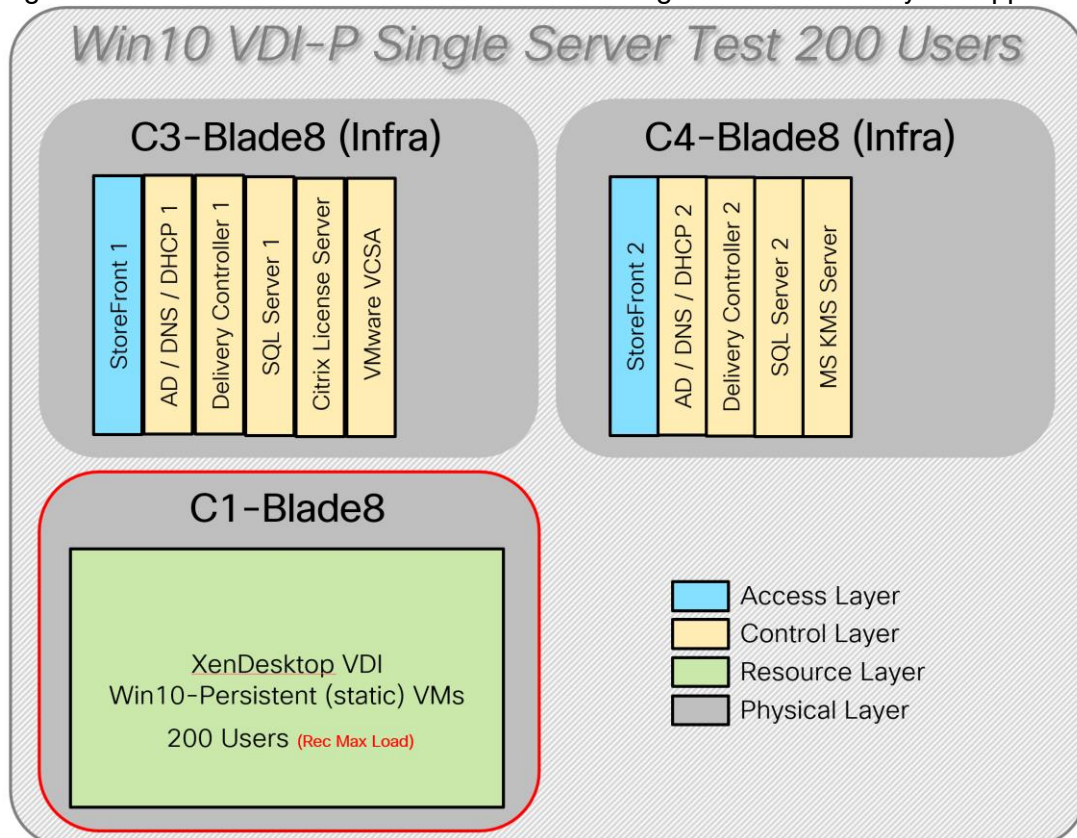 Win10 VDI-P Single Server Test 200 Users
C3-Blade8 (Infra)
StoreFront 1
AD / DNS / DHCP 1
Delivery Controller 1
SQL Server 1
Citrix License Server
VMware VCSA
C4-Blade8 (Infra)
StoreFront 2
AD / DNS / DHCP 2
Delivery Controller 2
SQL Server 2
MS KMS Server
C1-Blade8
XenDesktop VDI
Win10-Persistent (static) VMs
200 Users (Rec Max Load)
Access Layer
Control Layer
Resource Layer
Physical Layer